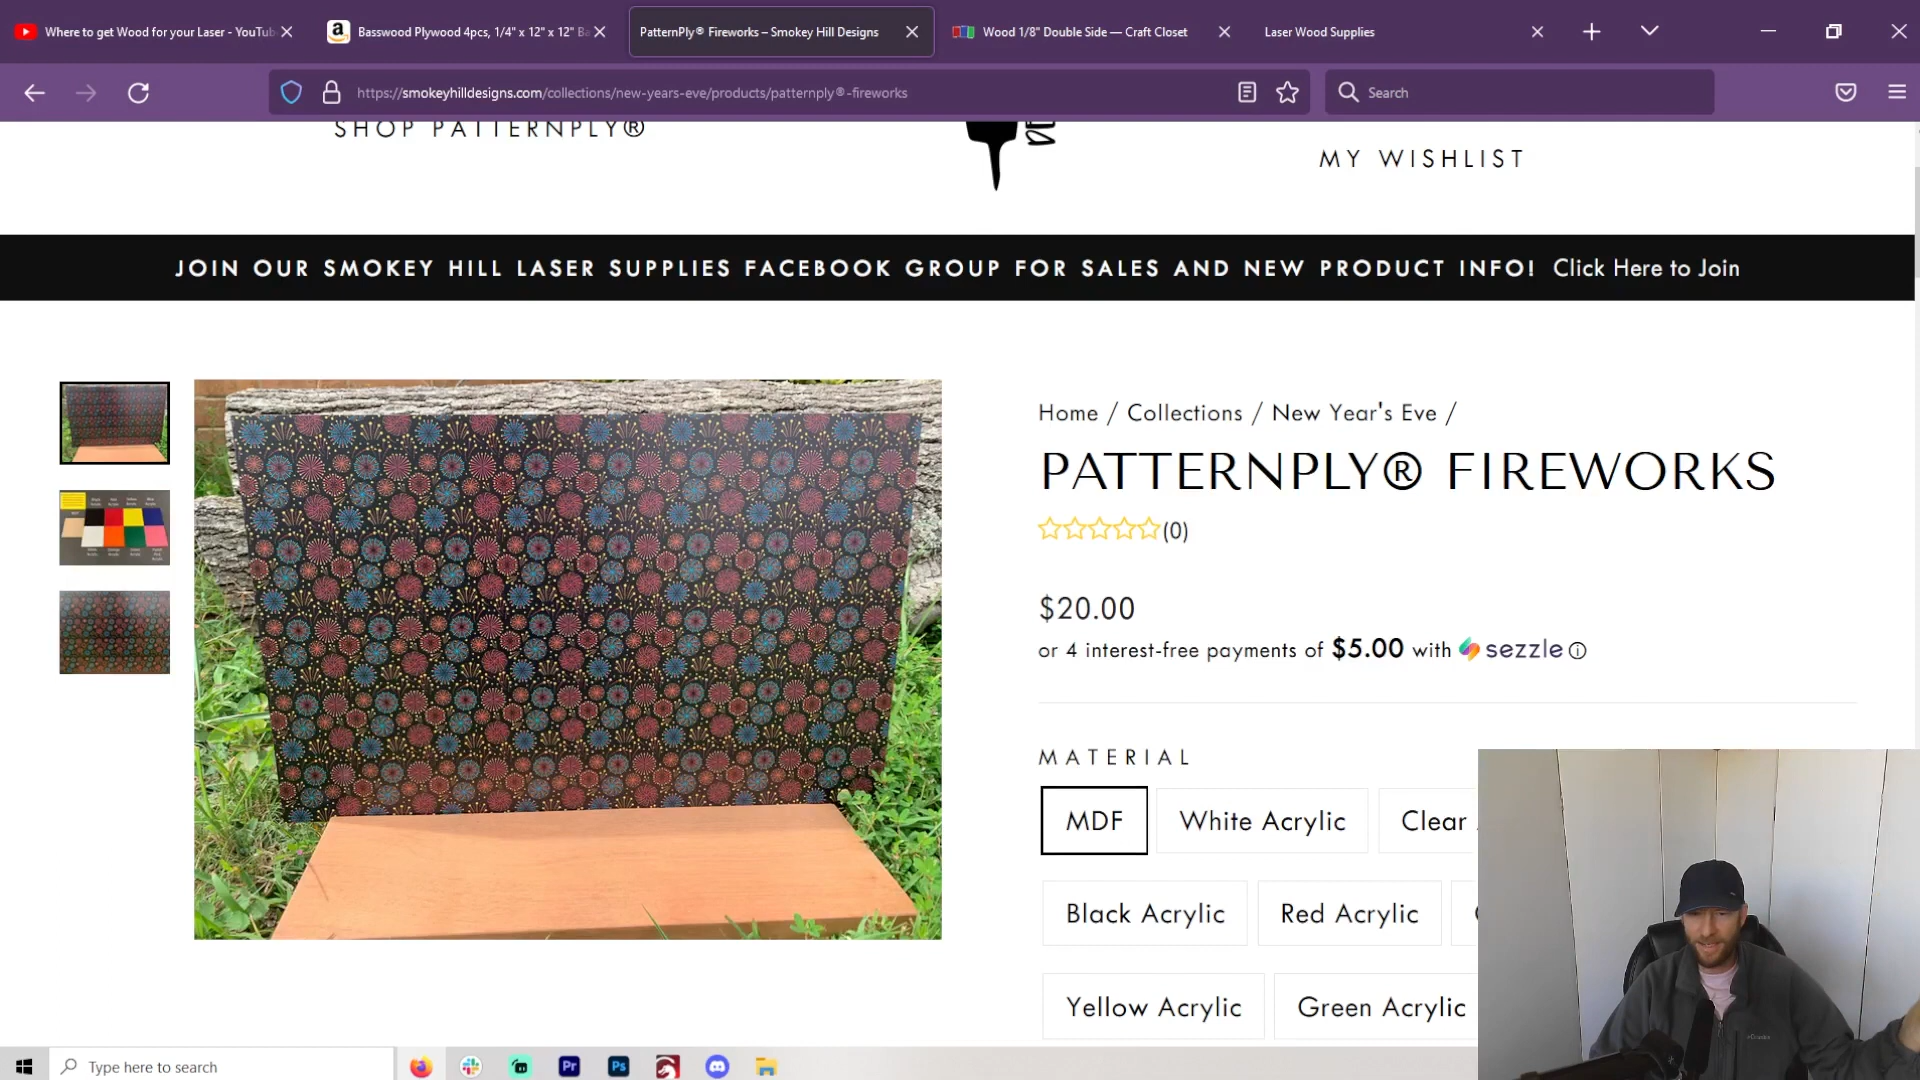 Where to get Wood for your Laser - YouTub
Basswood Plywood 4pcs, 1/4" x 12" x 12" Ba
PatternPly® Fireworks – Smokey Hill Designs
Wood 1/8" Double Side — Craft Closet
Laser Wood Supplies
https://smokeyhilldesigns.com/collections/new-years-eve/products/patternply®-fireworks
Search
SHOP PATTERNPLY®
MY WISHLIST
JOIN OUR SMOKEY HILL LASER SUPPLIES FACEBOOK GROUP FOR SALES AND NEW PRODUCT INFO! Click Here to Join
Home / Collections / New Year's Eve /
PATTERNPLY® FIREWORKS
(0)
$20.00
or 4 interest-free payments of $5.00 with sezzle
MATERIAL
MDF
White Acrylic
Clear
Black Acrylic
Red Acrylic
Yellow Acrylic
Green Acrylic
Type here to search
Pr
Ps